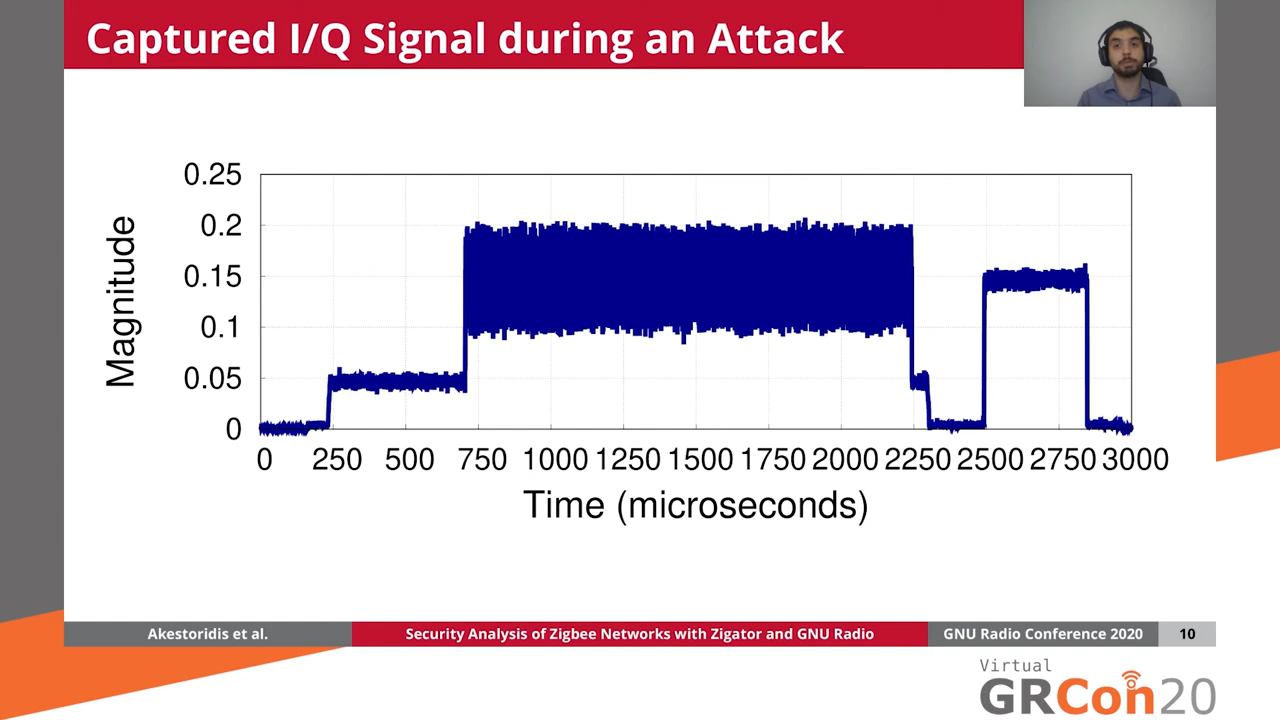 Captured I/Q Signal during an Attack
0.25
0.2
0.15
0.1
0.05
0
Magnitude
0 250 500 750 1000 1250 1500 1750 2000 2250 2500 2750 3000
Time (microseconds)
Akestoridis et al. Security Analysis of Zigbee Networks with Zigator and GNU Radio GNU Radio Conference 2020 10
Virtual
GRCon20